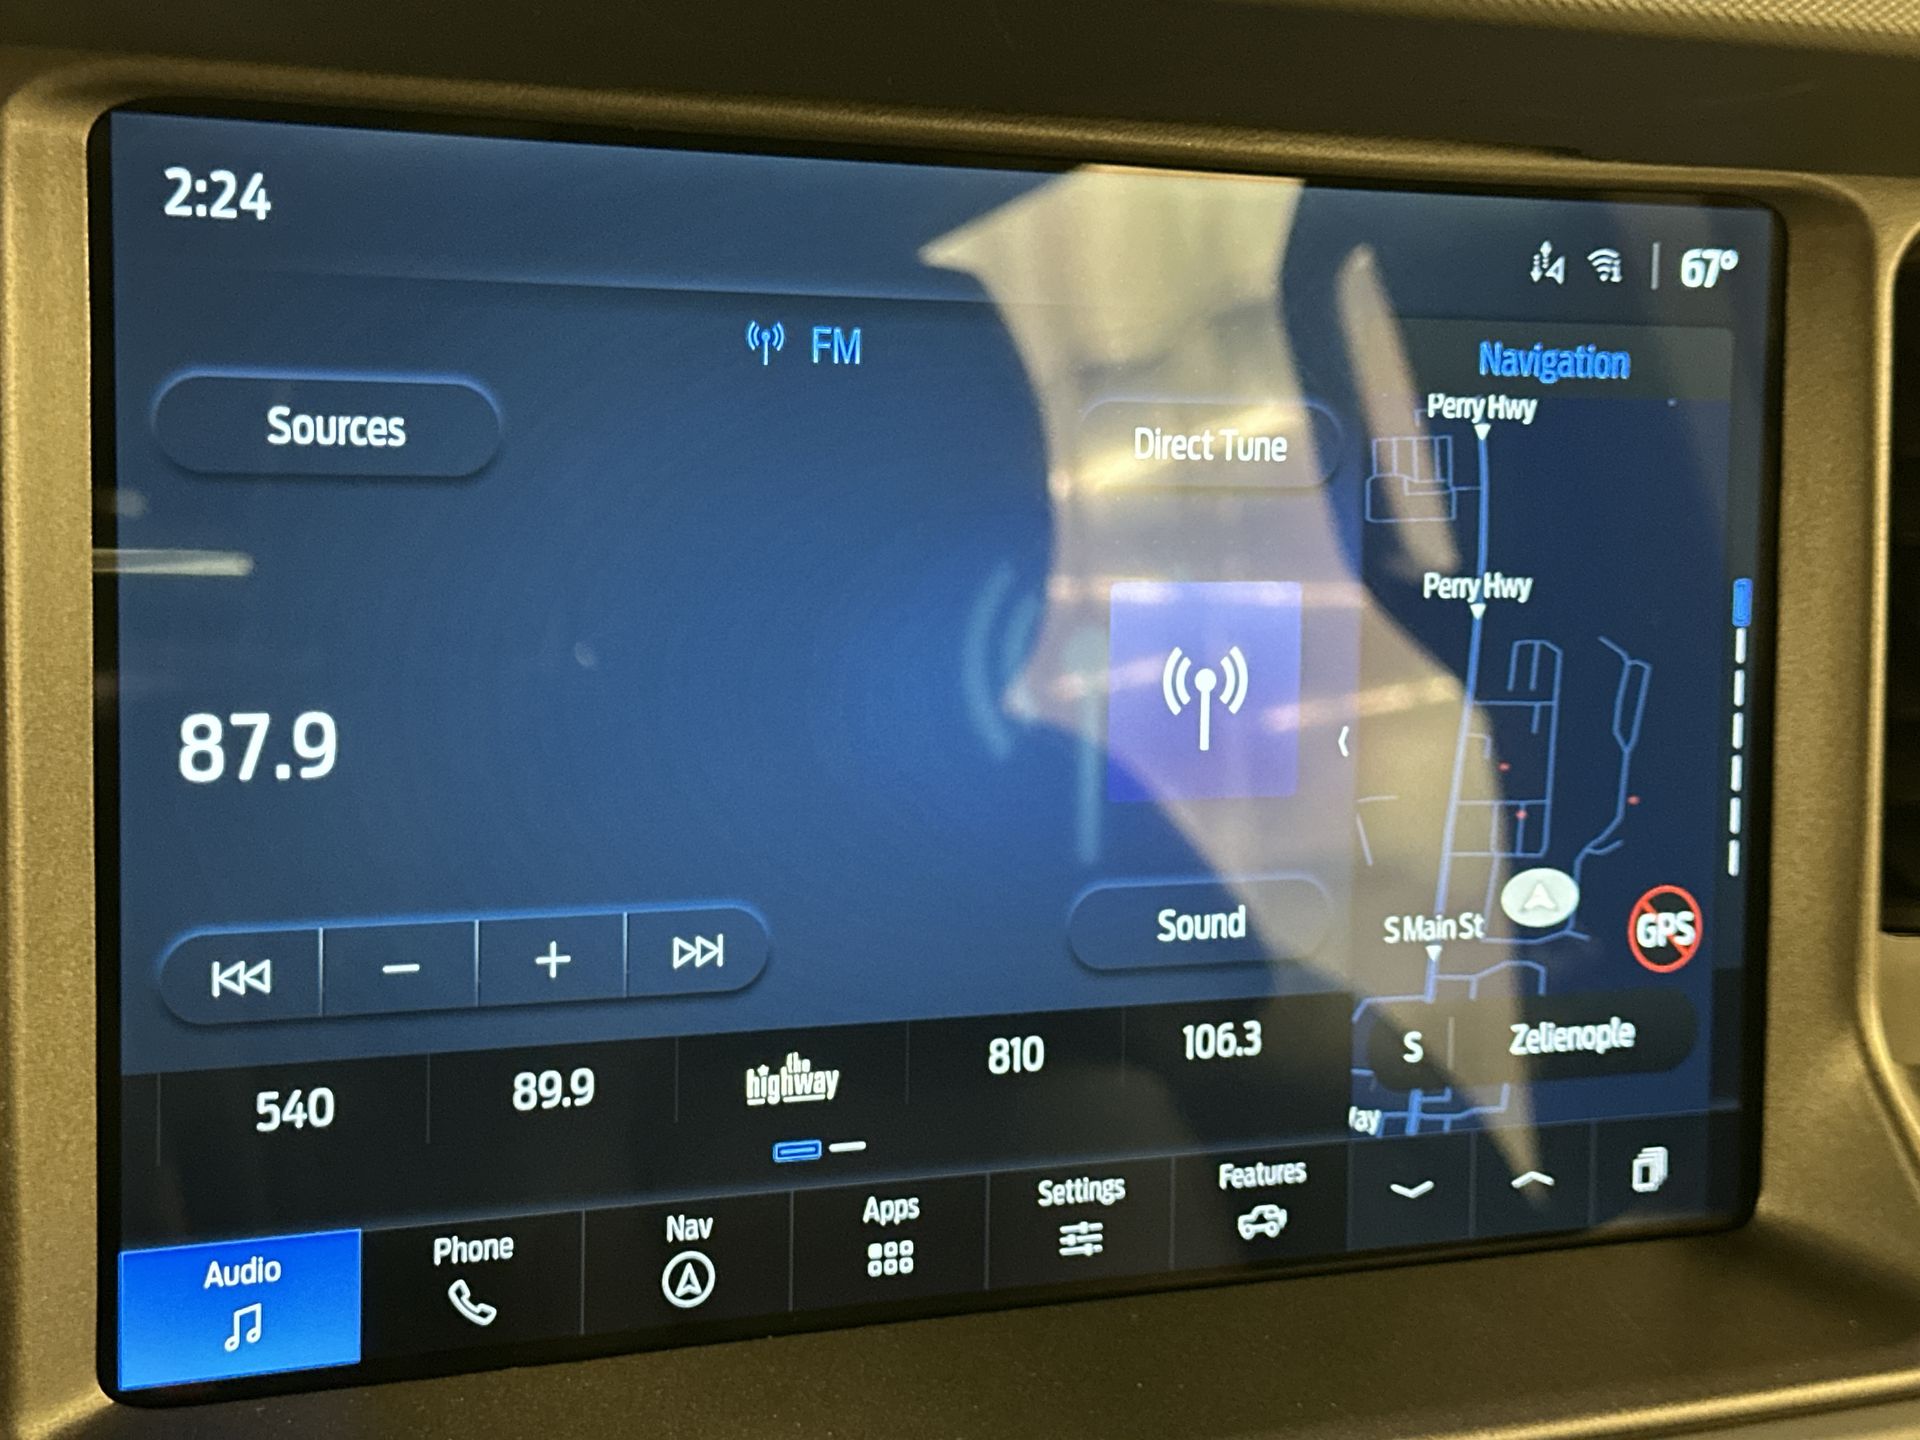 2:24
67°
FM
Navigation
Sources
Direct Tune
Perry Hwy
Perry Hwy
87.9
Sound
S Main St
GPS
S
Zelienople
540
89.9
the
highway
810
106.3
Audio
Phone
Nav
Apps
Settings
Features